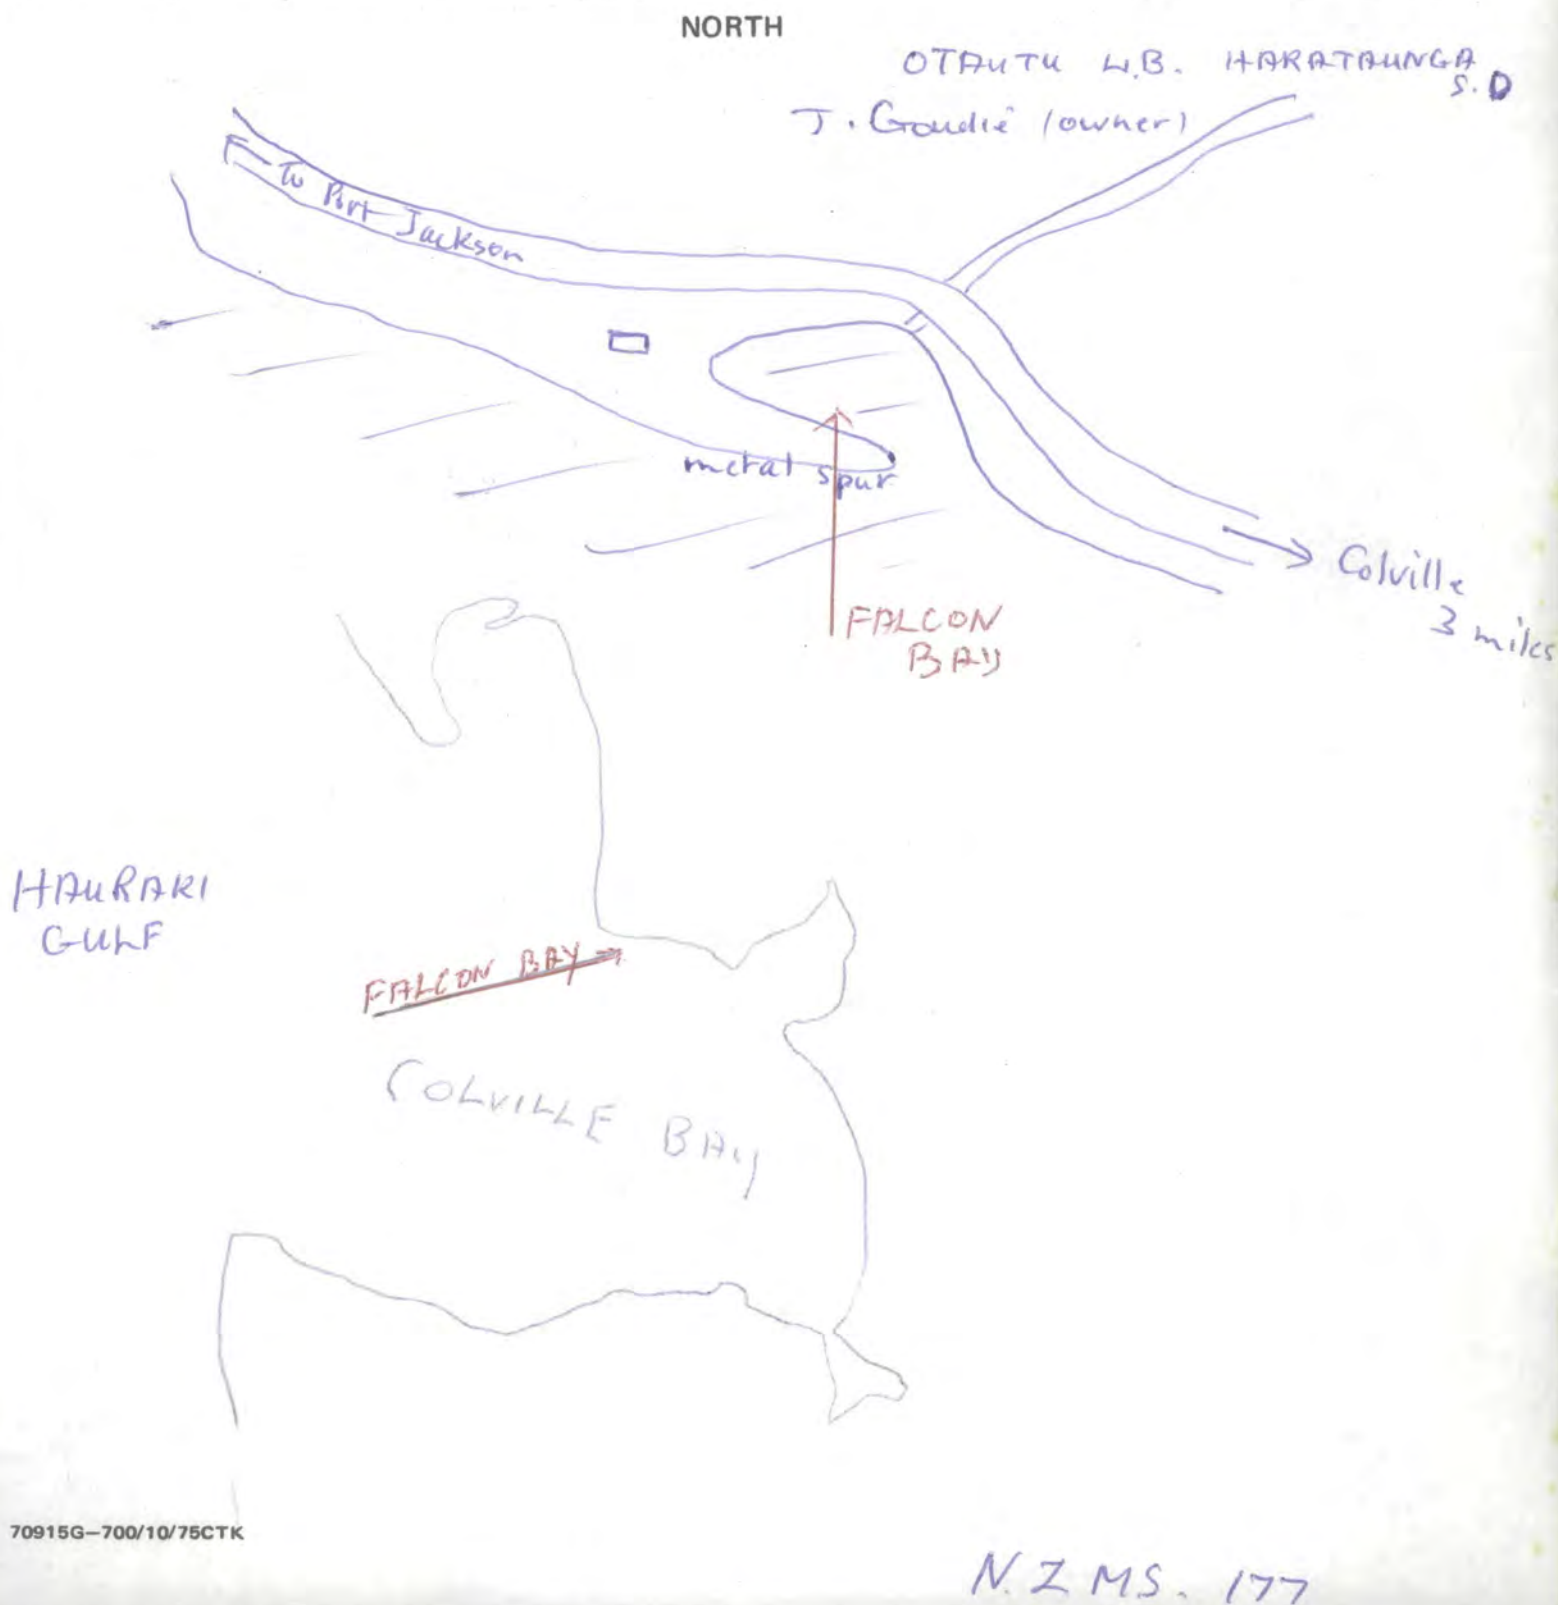 NORTH
OTAUTU W.B. HARATAUNGA
S.D
J. Goudie (owner)
To Port Jackson
metal spur
Colville
3 miles
FALCON
BAY
HAURAKI
GULF
FALCON BAY
COLVILLE BAY
70915G–700/10/75CTK
N.Z MS. 177